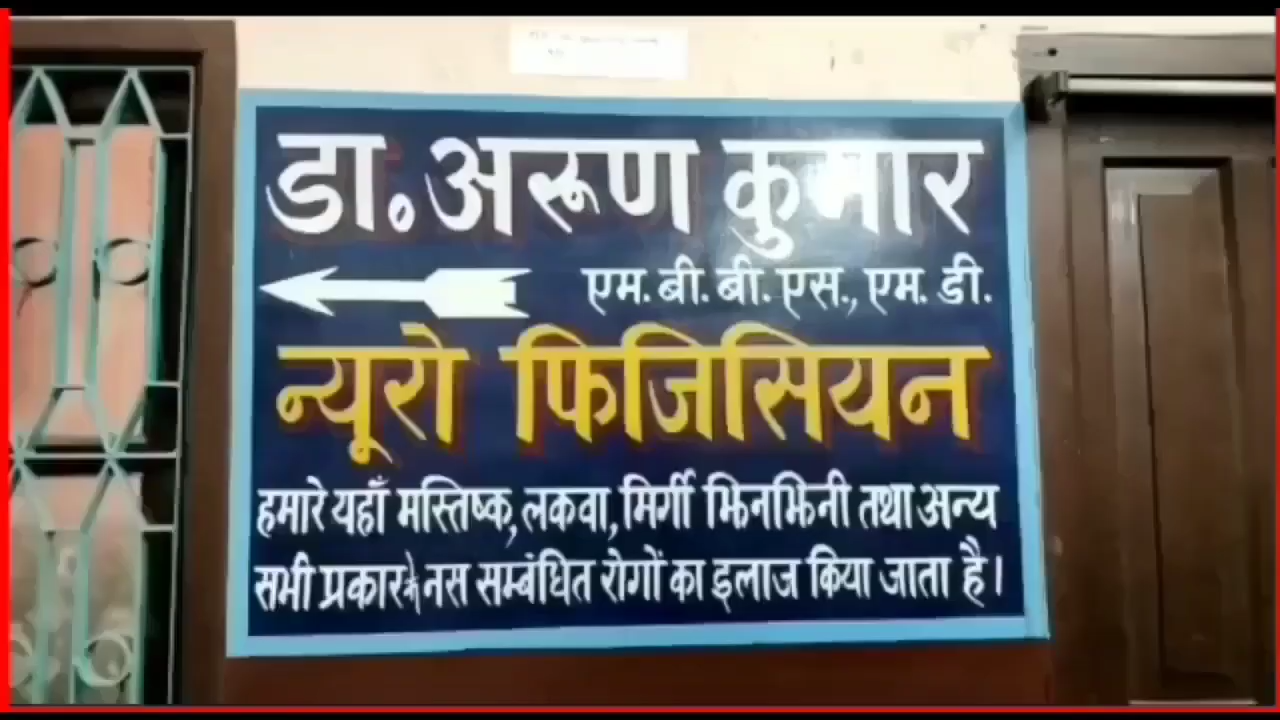 डा. अरूण कुमार
एम. बी. बी. एस., एम. डी.
न्यूरो फिजिसियन
हमारे यहाँ मस्तिष्क, लकवा, मिर्गी झिनझिनी तथा अन्य
सभी प्रकार के नस सम्बंधित रोगों का इलाज किया जाता है।